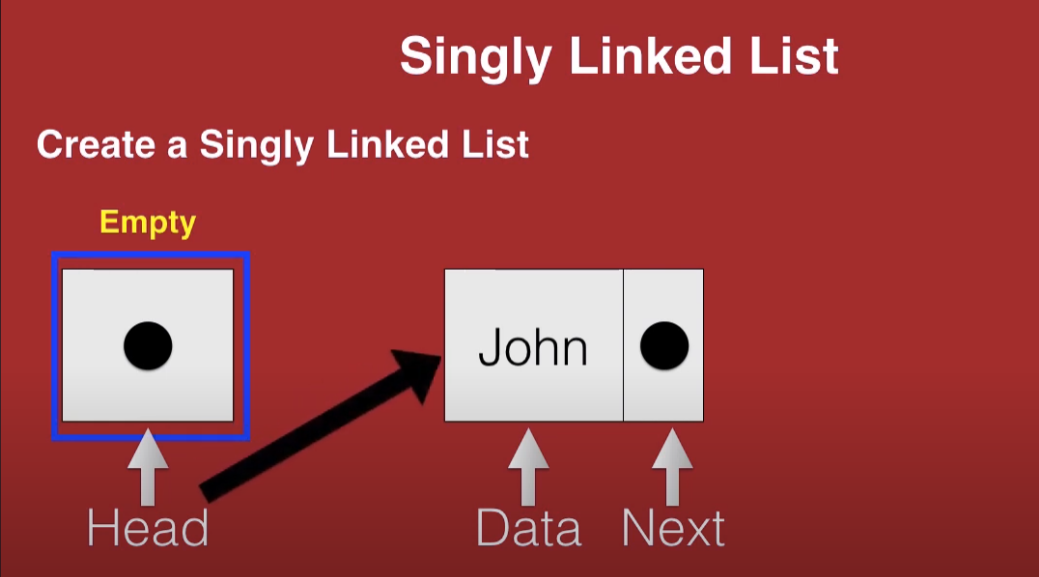 Singly Linked List
Create a Singly Linked List
Empty
John
Head
Data
Next